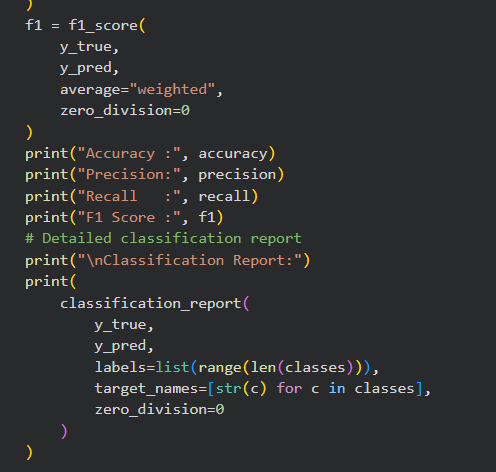 )
f1 = f1_score(
    y_true,
    y_pred,
    average="weighted",
    zero_division=0
)
print("Accuracy :", accuracy)
print("Precision:", precision)
print("Recall   :", recall)
print("F1 Score :", f1)
# Detailed classification report
print("\nClassification Report:")
print(
    classification_report(
        y_true,
        y_pred,
        labels=list(range(len(classes))),
        target_names=[str(c) for c in classes],
        zero_division=0
    )
)